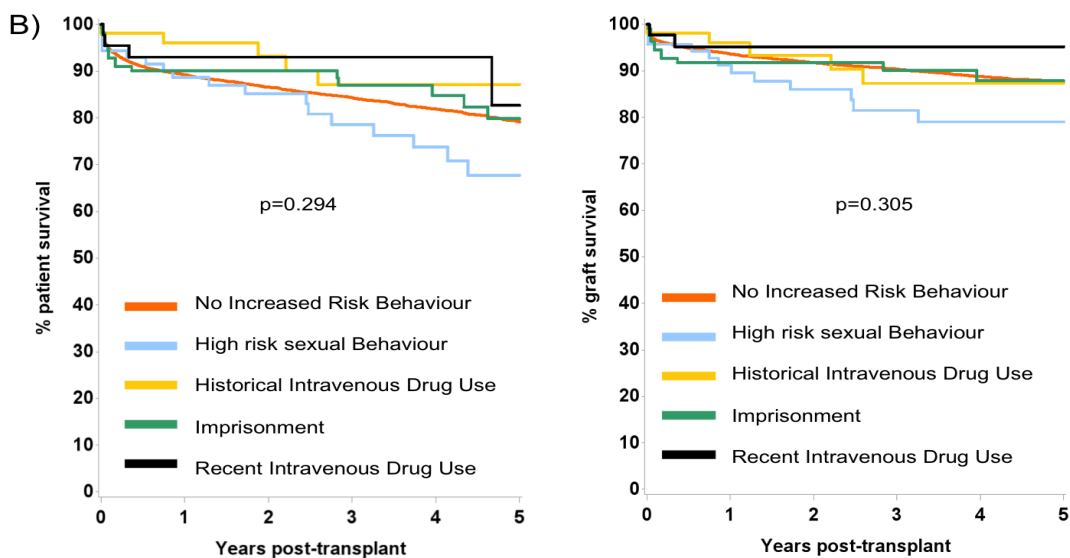 B)
100
90
80
70
60
50
40
30
20
10
0
% patient survival
p=0.294
No Increased Risk Behaviour
High risk sexual Behaviour
Historical Intravenous Drug Use
Imprisonment
Recent Intravenous Drug Use
0 1 2 3 4 5
Years post-transplant
100
90
80
70
60
50
40
30
20
10
0
% graft survival
p=0.305
No Increased Risk Behaviour
High risk sexual Behaviour
Historical Intravenous Drug Use
Imprisonment
Recent Intravenous Drug Use
0 1 2 3 4 5
Years post-transplant